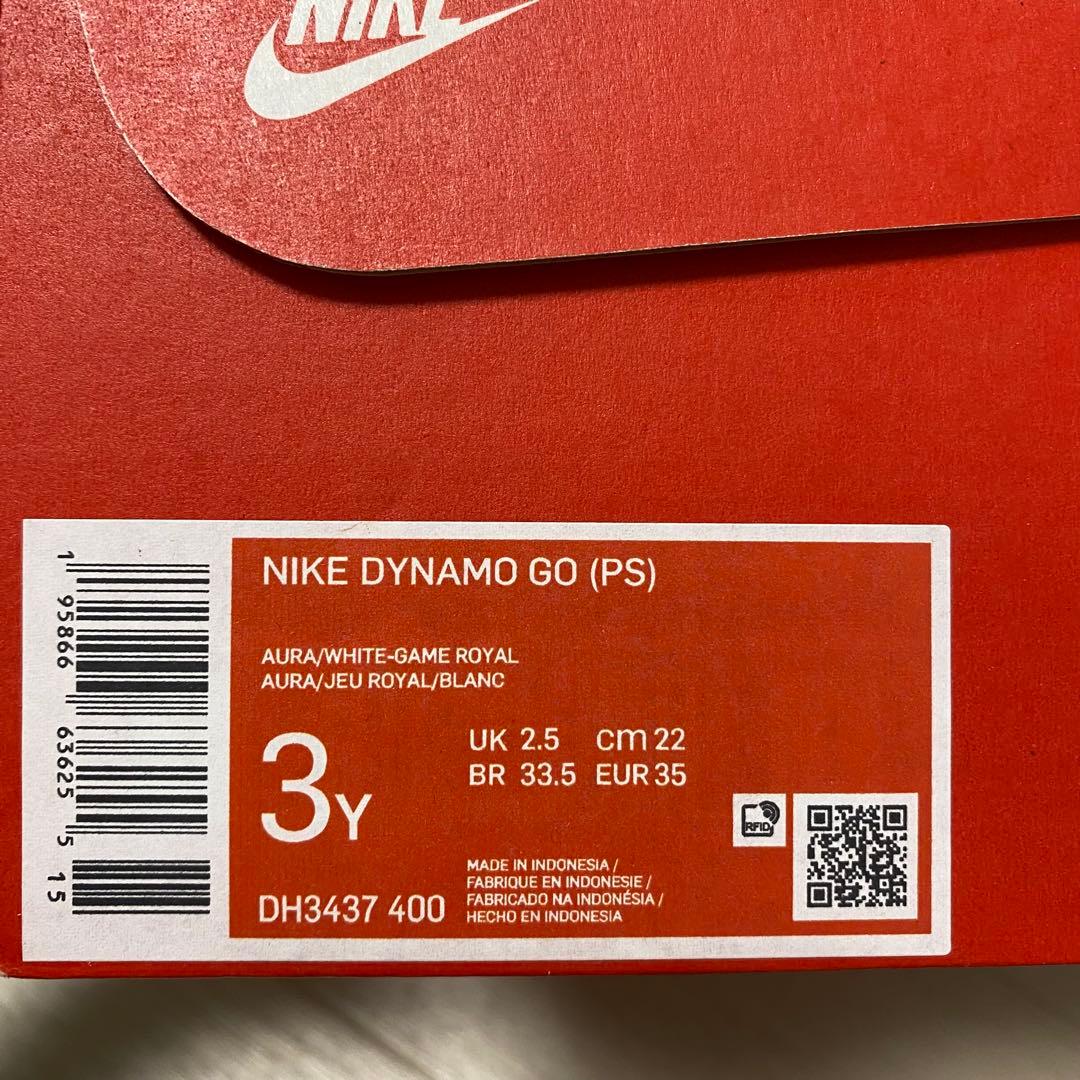 NIKE
NIKE DYNAMO GO (PS)
AURA/WHITE-GAME ROYAL
AURA/JEU ROYAL/BLANC
3Y
UK 2.5 cm 22
BR 33.5 EUR 35
DH3437 400
MADE IN INDONESIA /
FABRIQUE EN INDONESIE /
FABRICADO NA INDONÉSIA /
HECHO EN INDONESIA
RFID
1 95866 63625 5
15